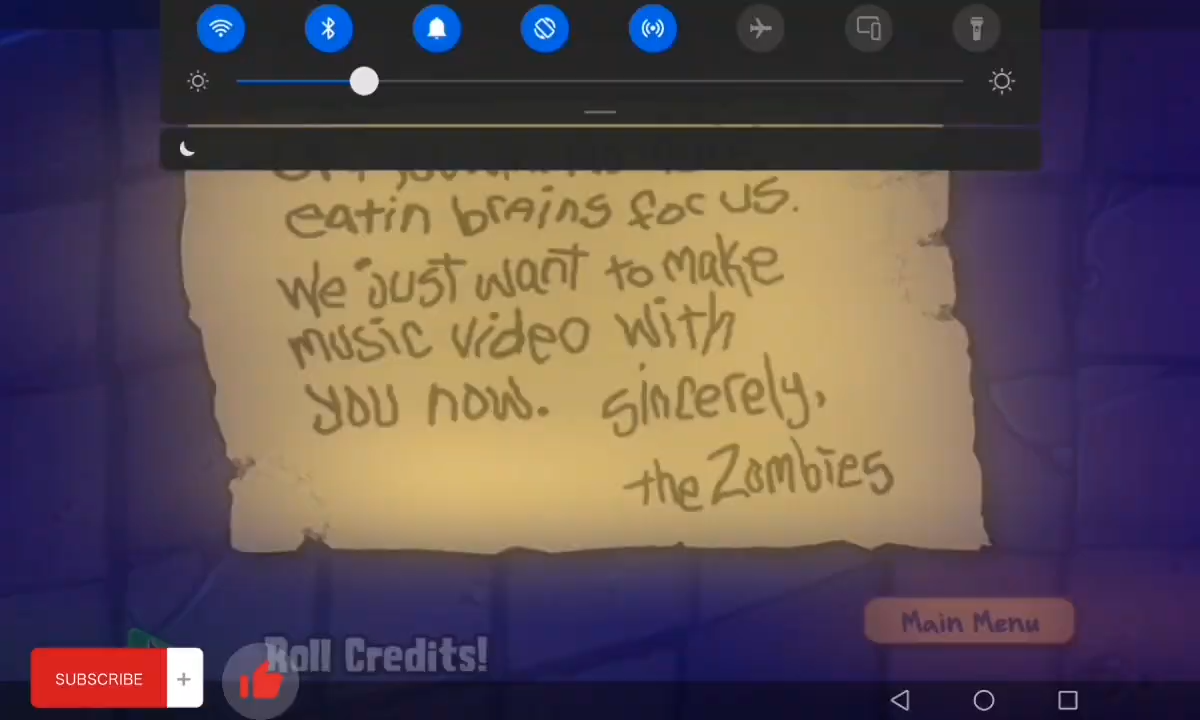 eatin brains foc us.
We just want to make
music video with
you now. sincerely,
the Zombies
Main Menu
Roll Credits!
SUBSCRIBE +